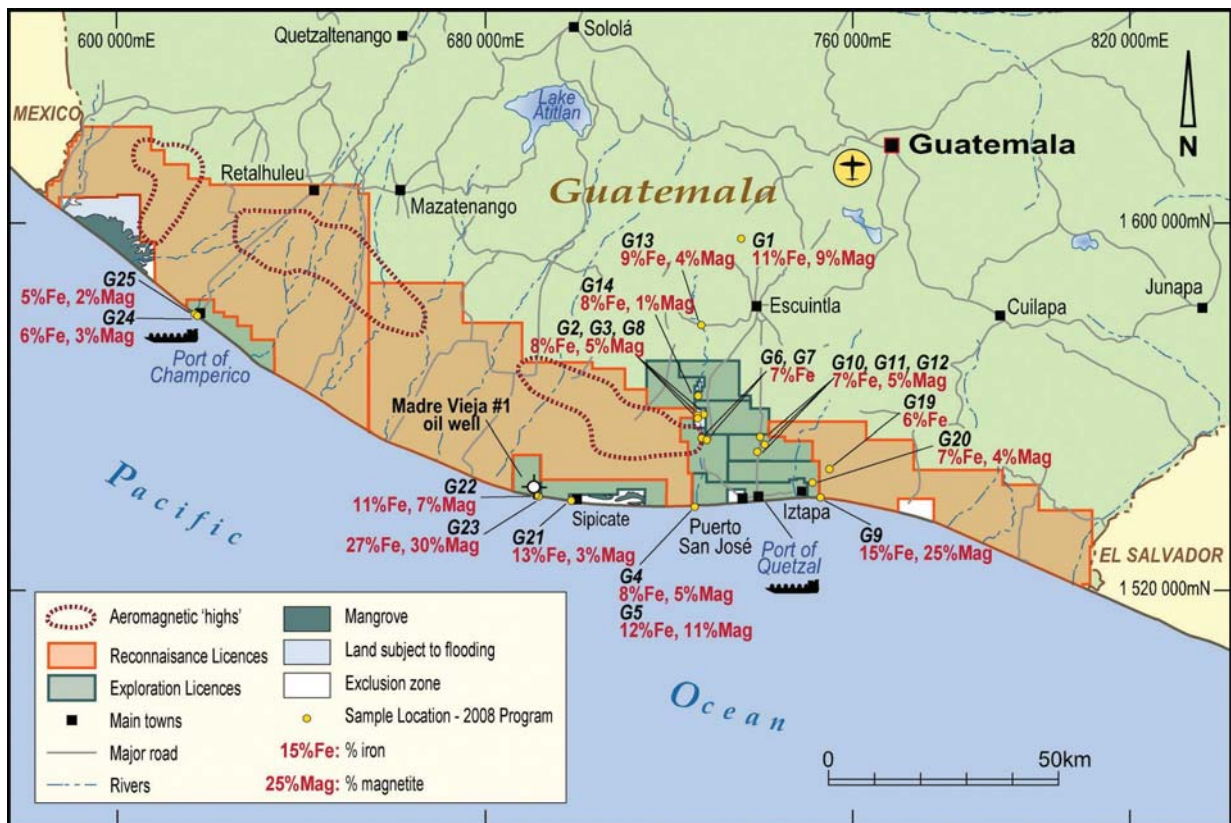 600 000mE
680 000mE
760 000mE
820 000mE
Quetzaltenango
Sololá
MEXICO
Lake
Atitlan
Guatemala
N
Retalhuleu
Mazatenango
Guatemala
1 600 000mN
G13
9%Fe, 4%Mag
G1
11%Fe, 9%Mag
G25
5%Fe, 2%Mag
G24
6%Fe, 3%Mag
G14
8%Fe, 1%Mag
Escuintla
Cuilapa
Junapa
G2, G3, G8
8%Fe, 5%Mag
Port of
Champerico
G6, G7
7%Fe
G10, G11, G12
7%Fe, 5%Mag
Madre Vieja #1
oil well
G19
6%Fe
G20
7%Fe, 4%Mag
Pacific
G22
11%Fe, 7%Mag
G23
27%Fe, 30%Mag
G21
13%Fe, 3%Mag
Sipicate
Puerto
San José
Iztapa
Port of
Quetzal
G9
15%Fe, 25%Mag
EL SALVADOR
G4
8%Fe, 5%Mag
G5
12%Fe, 11%Mag
1 520 000mN
Ocean
Aeromagnetic 'highs'
Reconnaisance Licences
Exploration Licences
Main towns
Major road
Rivers
Mangrove
Land subject to flooding
Exclusion zone
Sample Location - 2008 Program
15%Fe: % iron
25%Mag: % magnetite
0 50km